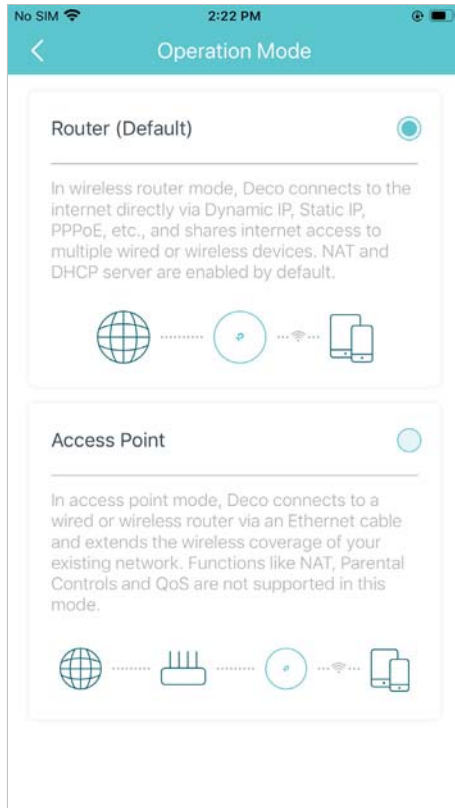 No SIM 2:22 PM
Operation Mode
Router (Default)
In wireless router mode, Deco connects to the
internet directly via Dynamic IP, Static IP,
PPPoE, etc., and shares internet access to
multiple wired or wireless devices. NAT and
DHCP server are enabled by default.
Access Point
In access point mode, Deco connects to a
wired or wireless router via an Ethernet cable
and extends the wireless coverage of your
existing network. Functions like NAT, Parental
Controls and QoS are not supported in this
mode.